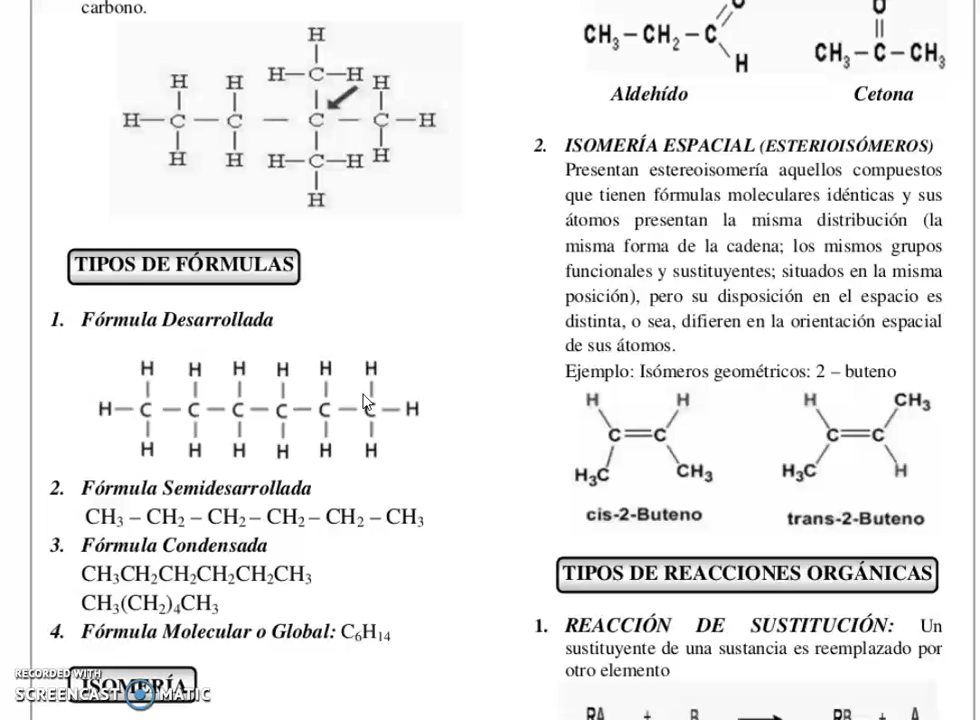 carbono.
H
H H H—C—H H
H—C — C — C — C —H
H H H—C—H H
H
TIPOS DE FÓRMULAS
1. Fórmula Desarrollada
H H H H H H
H—C—C—C—C—C—C—H
H H H H H H
2. Fórmula Semidesarrollada
CH₃ – CH₂ – CH₂ – CH₂ – CH₂ – CH₃
3. Fórmula Condensada
CH₃CH₂CH₂CH₂CH₂CH₃
CH₃(CH₂)₄CH₃
4. Fórmula Molecular o Global: C₆H₁₄
ISOMERÍA
RECORDED WITH
SCREENCAST MATIC
O
CH₃–CH₂–C
H
Aldehído
O
CH₃–C–CH₃
Cetona
2. ISOMERÍA ESPACIAL (ESTERIOISÓMEROS)
Presentan estereoisomería aquellos compuestos
que tienen fórmulas moleculares idénticas y sus
átomos presentan la misma distribución (la
misma forma de la cadena; los mismos grupos
funcionales y sustituyentes; situados en la misma
posición), pero su disposición en el espacio es
distinta, o sea, difieren en la orientación espacial
de sus átomos.
Ejemplo: Isómeros geométricos: 2 – buteno
H H
C=C
H₃C CH₃
cis-2-Buteno
H CH₃
C=C
H₃C H
trans-2-Buteno
TIPOS DE REACCIONES ORGÁNICAS
1. REACCIÓN DE SUSTITUCIÓN: Un
sustituyente de una sustancia es reemplazado por
otro elemento
RA + B → RB + A